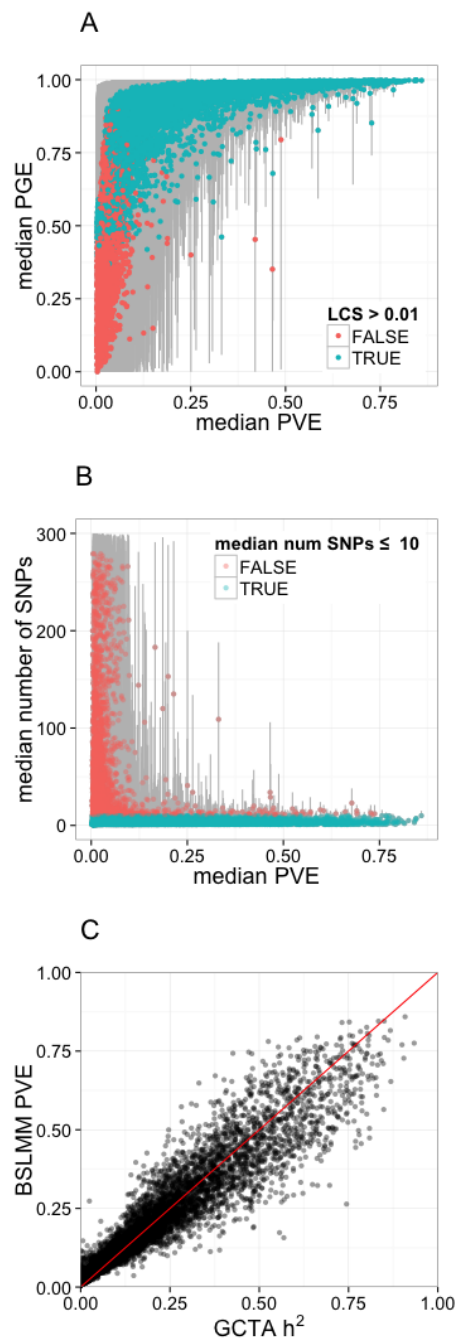 A
1.00
0.75
0.50
0.25
0.00
median PGE
LCS > 0.01
FALSE
TRUE
0.00 0.25 0.50 0.75
median PVE
B
300
200
100
0
median number of SNPs
median num SNPs ≤ 10
FALSE
TRUE
0.00 0.25 0.50 0.75
median PVE
C
1.00
0.75
0.50
0.25
0.00
BSLMM PVE
0.00 0.25 0.50 0.75 1.00
GCTA h²